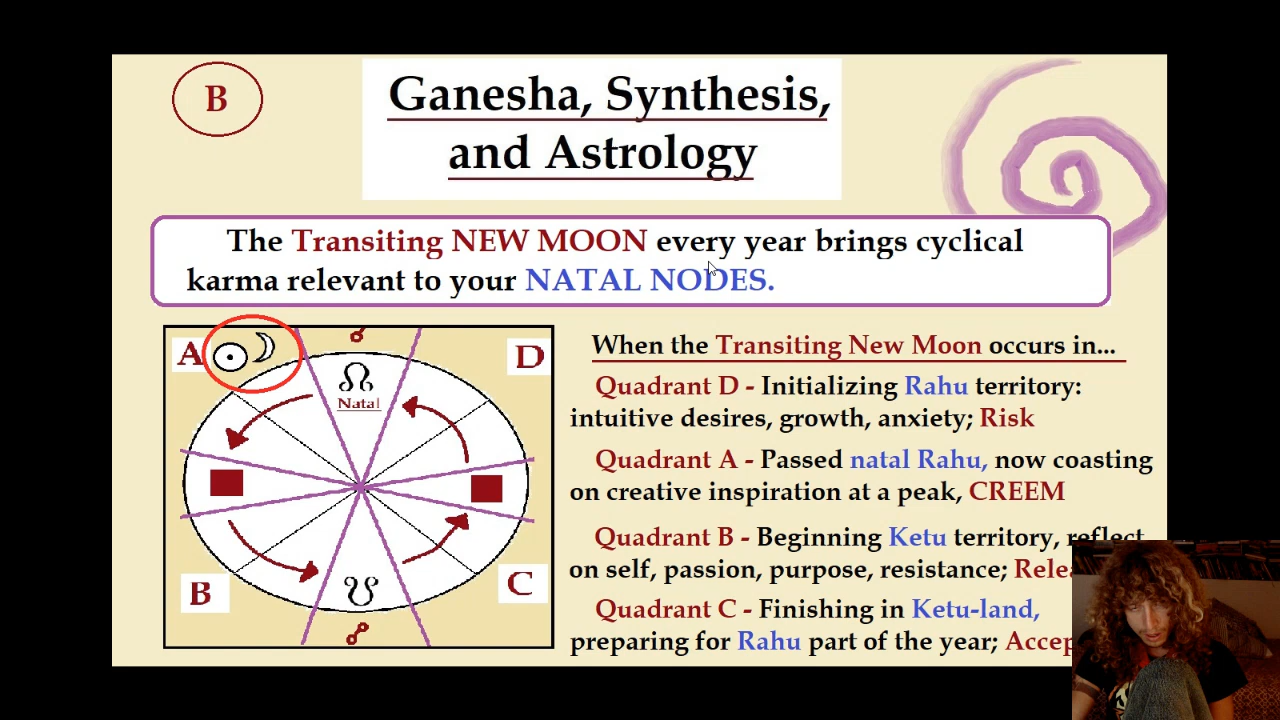 B
Ganesha, Synthesis,
and Astrology
The Transiting NEW MOON every year brings cyclical
karma relevant to your NATAL NODES.
A
D
Natal
B
C
When the Transiting New Moon occurs in...
Quadrant D - Initializing Rahu territory:
intuitive desires, growth, anxiety; Risk
Quadrant A - Passed natal Rahu, now coasting
on creative inspiration at a peak, CREEM
Quadrant B - Beginning Ketu territory, reflect
on self, passion, purpose, resistance;
Quadrant C - Finishing in Ketu-land,
preparing for Rahu part of the year;